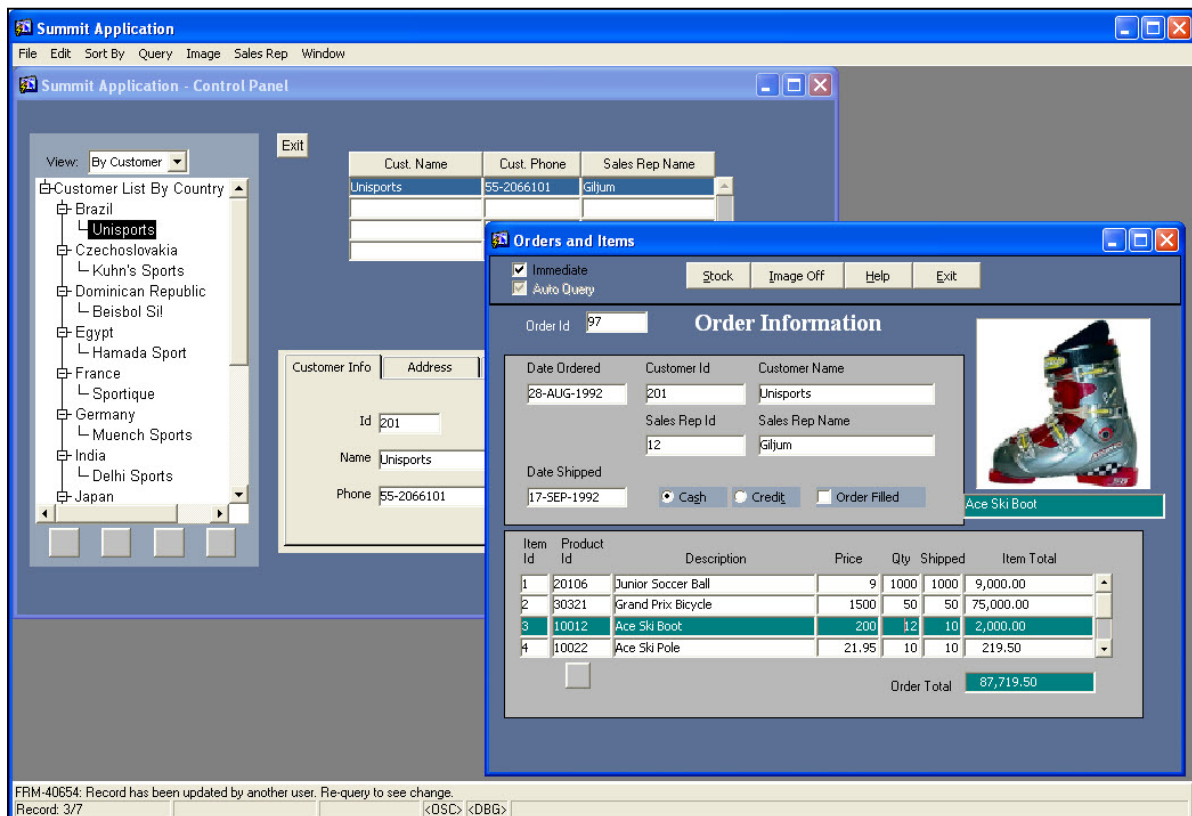 Summit Application
File Edit Sort By Query Image Sales Rep Window
Summit Application - Control Panel
View: By Customer
Exit
Customer List By Country
Brazil
Unisports
Czechoslovakia
Kuhn's Sports
Dominican Republic
Beisbol Si!
Egypt
Hamada Sport
France
Sportique
Germany
Muench Sports
India
Delhi Sports
Japan
Cust. Name Cust. Phone Sales Rep Name
Unisports 55-2066101 Giljum
Customer Info Address
Id 201
Name Unisports
Phone 55-2066101
Orders and Items
Immediate
Auto Query
Stock Image Off Help Exit
Order Id 97 Order Information
Date Ordered Customer Id Customer Name
28-AUG-1992 201 Unisports
Sales Rep Id Sales Rep Name
12 Giljum
Date Shipped
17-SEP-1992 Cash Credit Order Filled
Ace Ski Boot
Item Id Product Id Description Price Qty Shipped Item Total
1 20106 Junior Soccer Ball 9 1000 1000 9,000.00
2 30321 Grand Prix Bicycle 1500 50 50 75,000.00
3 10012 Ace Ski Boot 200 12 10 2,000.00
4 10022 Ace Ski Pole 21.95 10 10 219.50
Order Total 87,719.50
FRM-40654: Record has been updated by another user. Re-query to see change.
Record: 3/7 <OSC> <DBG>